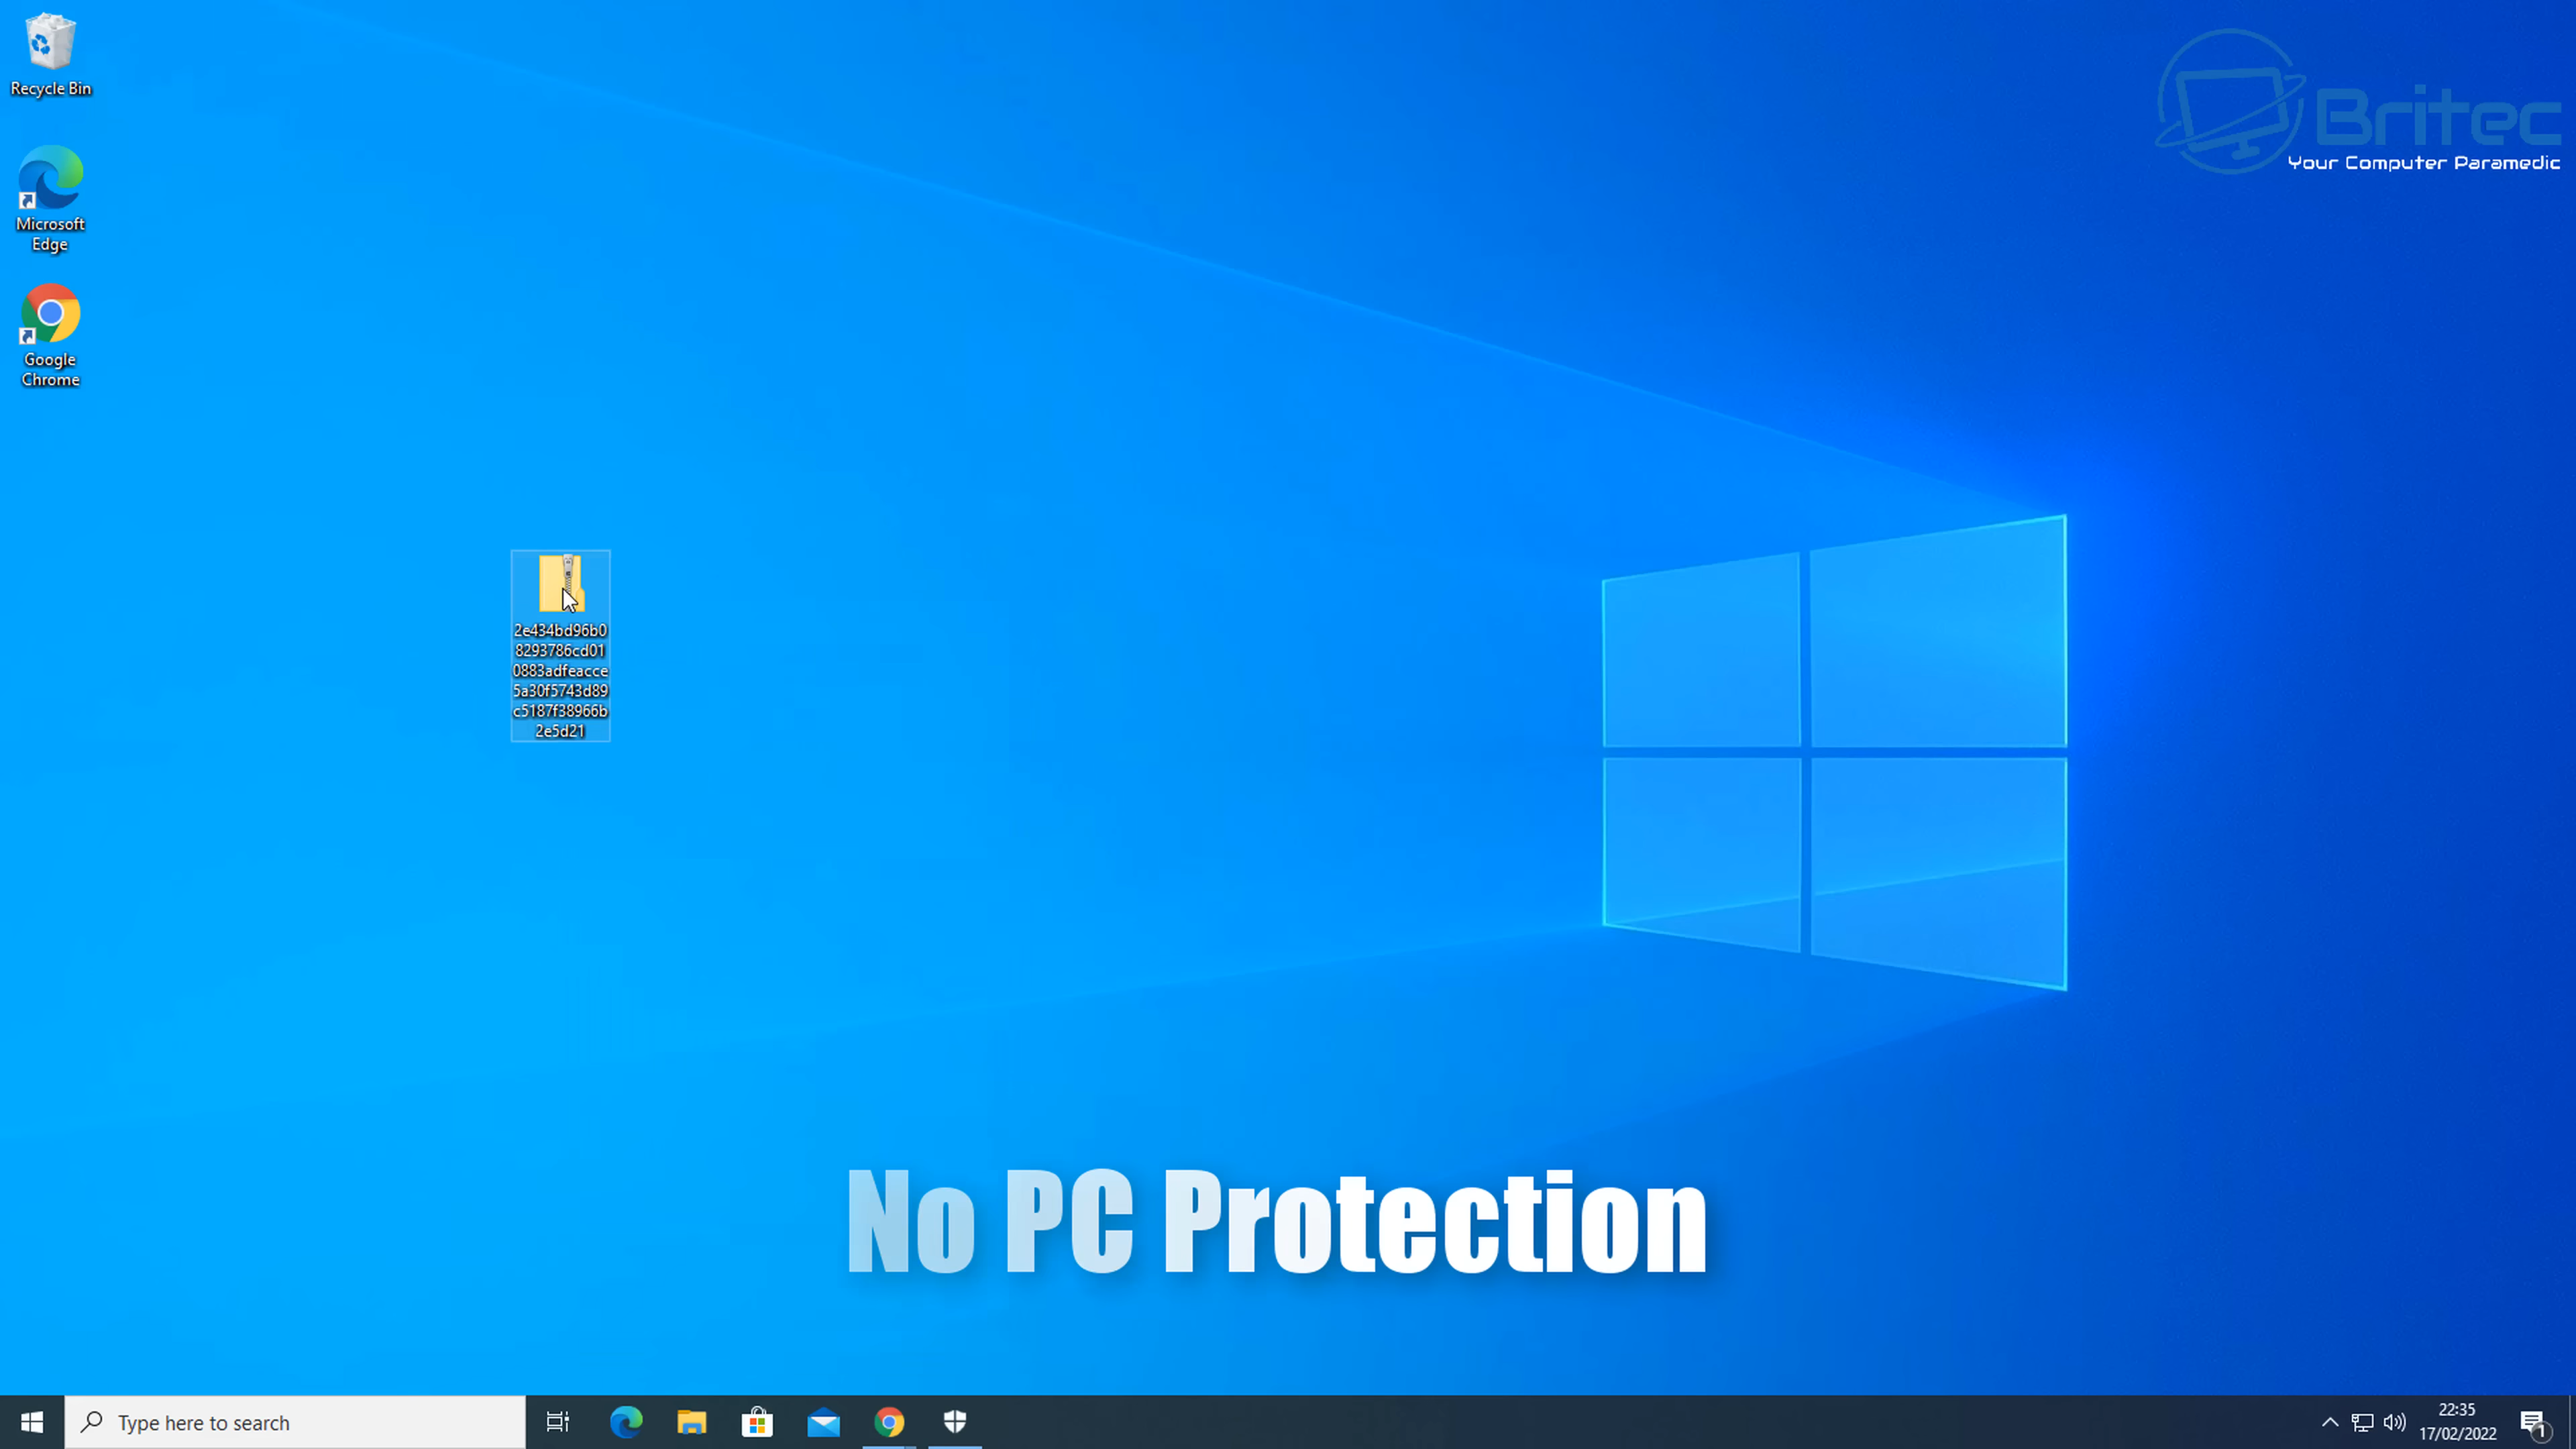 Recycle Bin
Britec
Your Computer Paramedic
Microsoft
Edge
Google
Chrome
2e434bd96b0
8293786cd01
0883adfeacce
5a30f5743d89
c5187f38966b
2e5d21
No PC Protection
Type here to search
22:35
17/02/2022
1